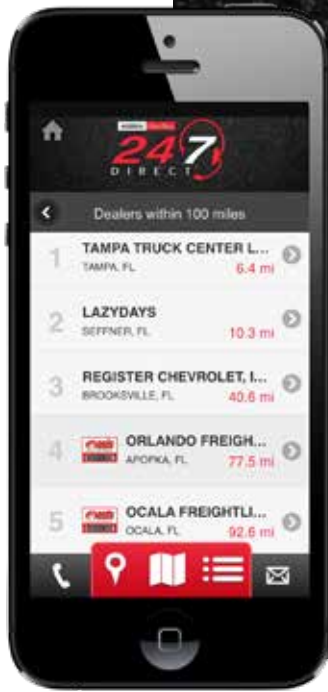 24/7
DIRECT
Dealers within 100 miles
1 TAMPA TRUCK CENTER L...
TAMPA, FL 6.4 mi
2 LAZYDAYS
SEFFNER, FL 10.3 mi
3 REGISTER CHEVROLET, I...
BROOKSVILLE, FL 40.6 mi
4 ORLANDO FREIGH...
APOPKA, FL 77.5 mi
5 OCALA FREIGHTLI...
OCALA, FL 92.6 mi